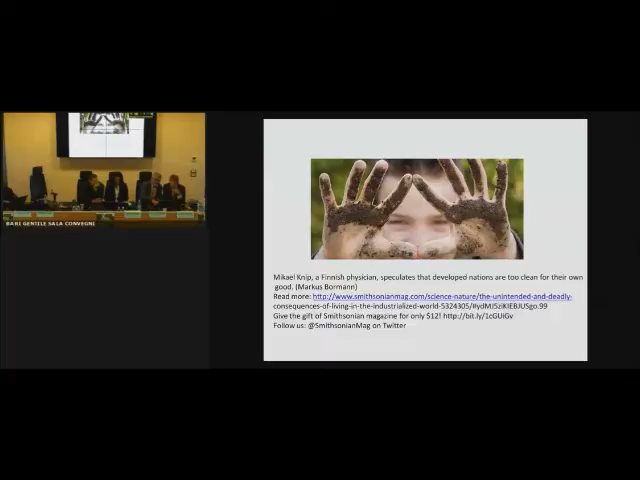 BARI GENTILE SALA CONVEGNI
Mikael Knip, a Finnish physician, speculates that developed nations are too clean for their own
good. (Markus Bormann)
Read more: http://www.smithsonianmag.com/science-nature/the-unintended-and-deadly-
consequences-of-living-in-the-industrialized-world-5324305/#ydMJ5ziKIEBJUSgo.99
Give the gift of Smithsonian magazine for only $12! http://bit.ly/1cGUiGv
Follow us: @SmithsonianMag on Twitter